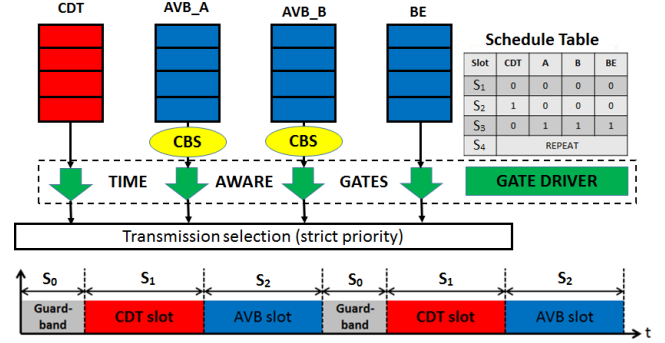 CDT AVB_A AVB_B BE
Schedule Table
Slot CDT A B BE
S1 0 0 0 0
S2 1 0 0 0
S3 0 1 1 1
S4 REPEAT
CBS CBS
TIME AWARE GATES GATE DRIVER
Transmission selection (strict priority)
S0 S1 S2 S0 S1 S2
Guard-
band CDT slot AVB slot Guard-
band CDT slot AVB slot t